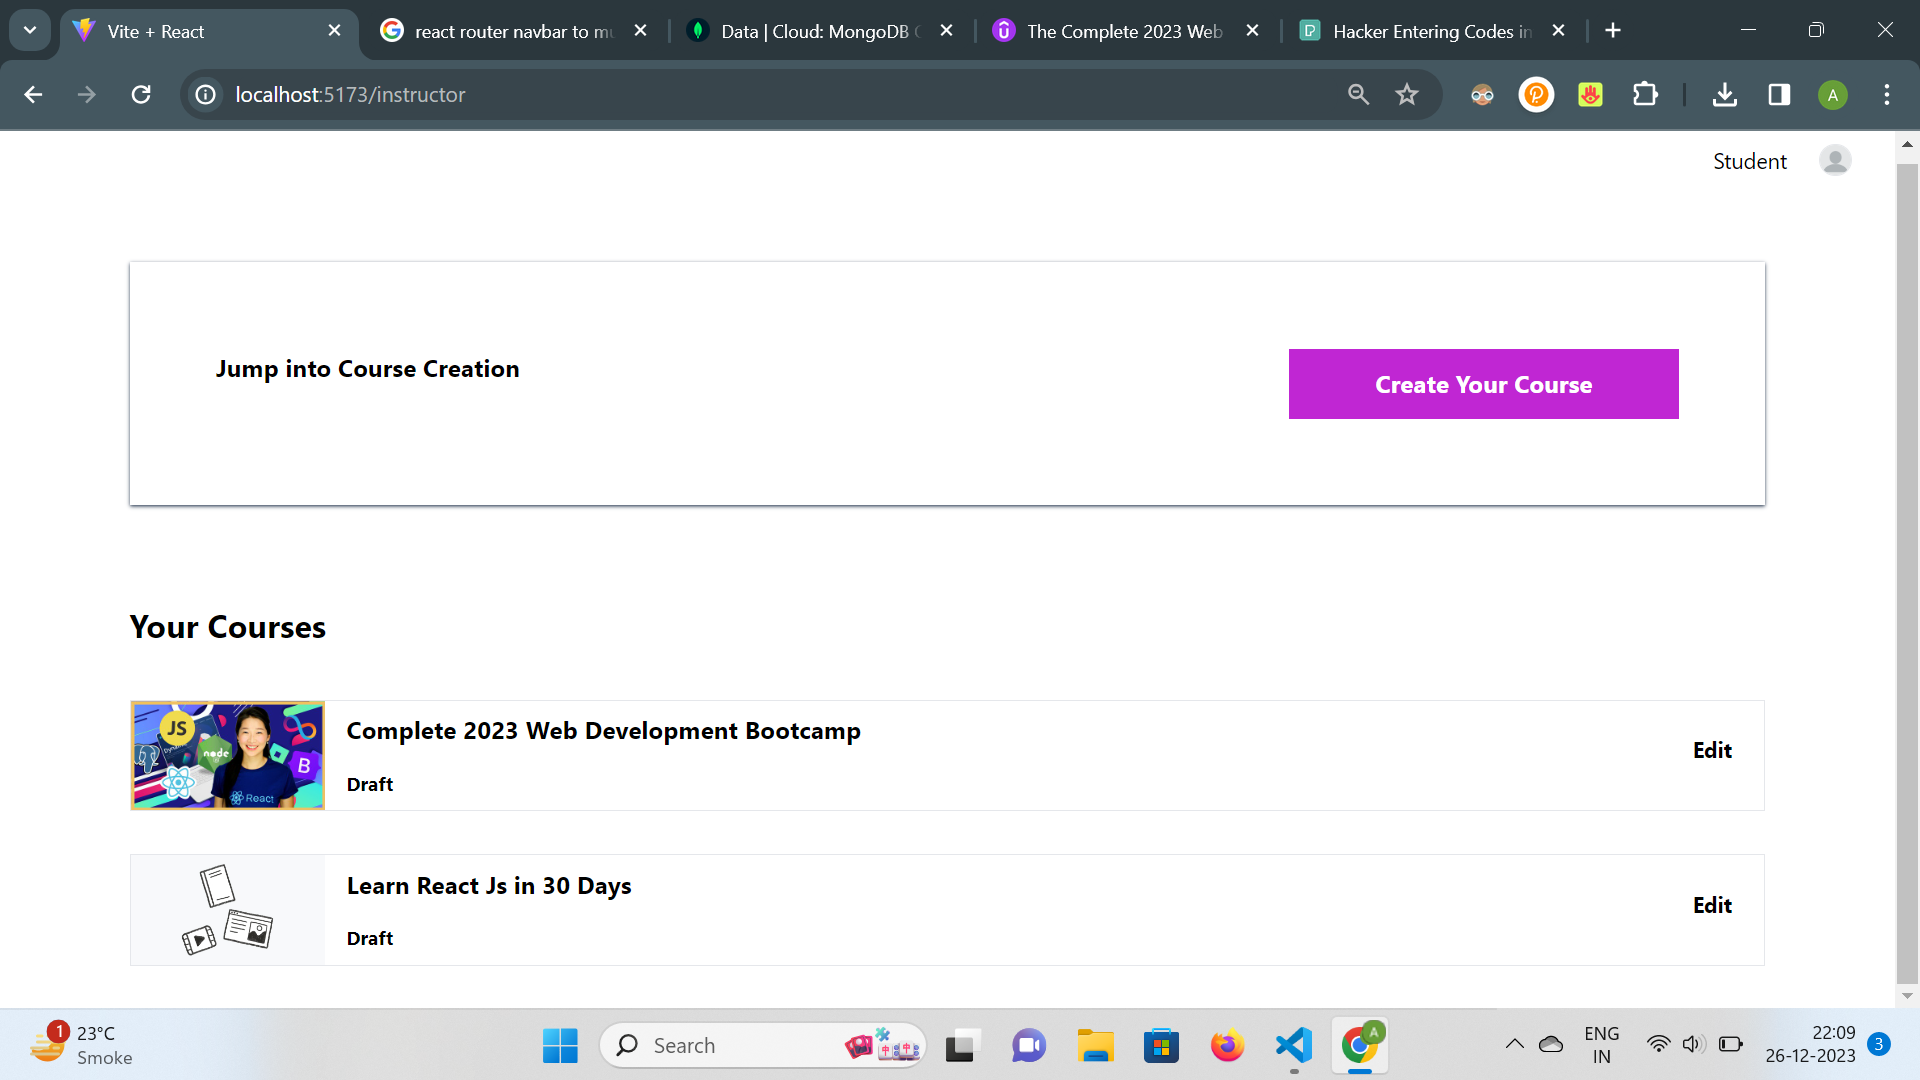 Vite + React
react router navbar to mu
Data | Cloud: MongoDB C
The Complete 2023 Web
Hacker Entering Codes in
localhost:5173/instructor
A
Student
Jump into Course Creation
Create Your Course
Your Courses
JS
node
B
React
Complete 2023 Web Development Bootcamp
Draft
Edit
Learn React Js in 30 Days
Draft
Edit
1
23°C
Smoke
Search
A
ENG
IN
22:09
26-12-2023
3